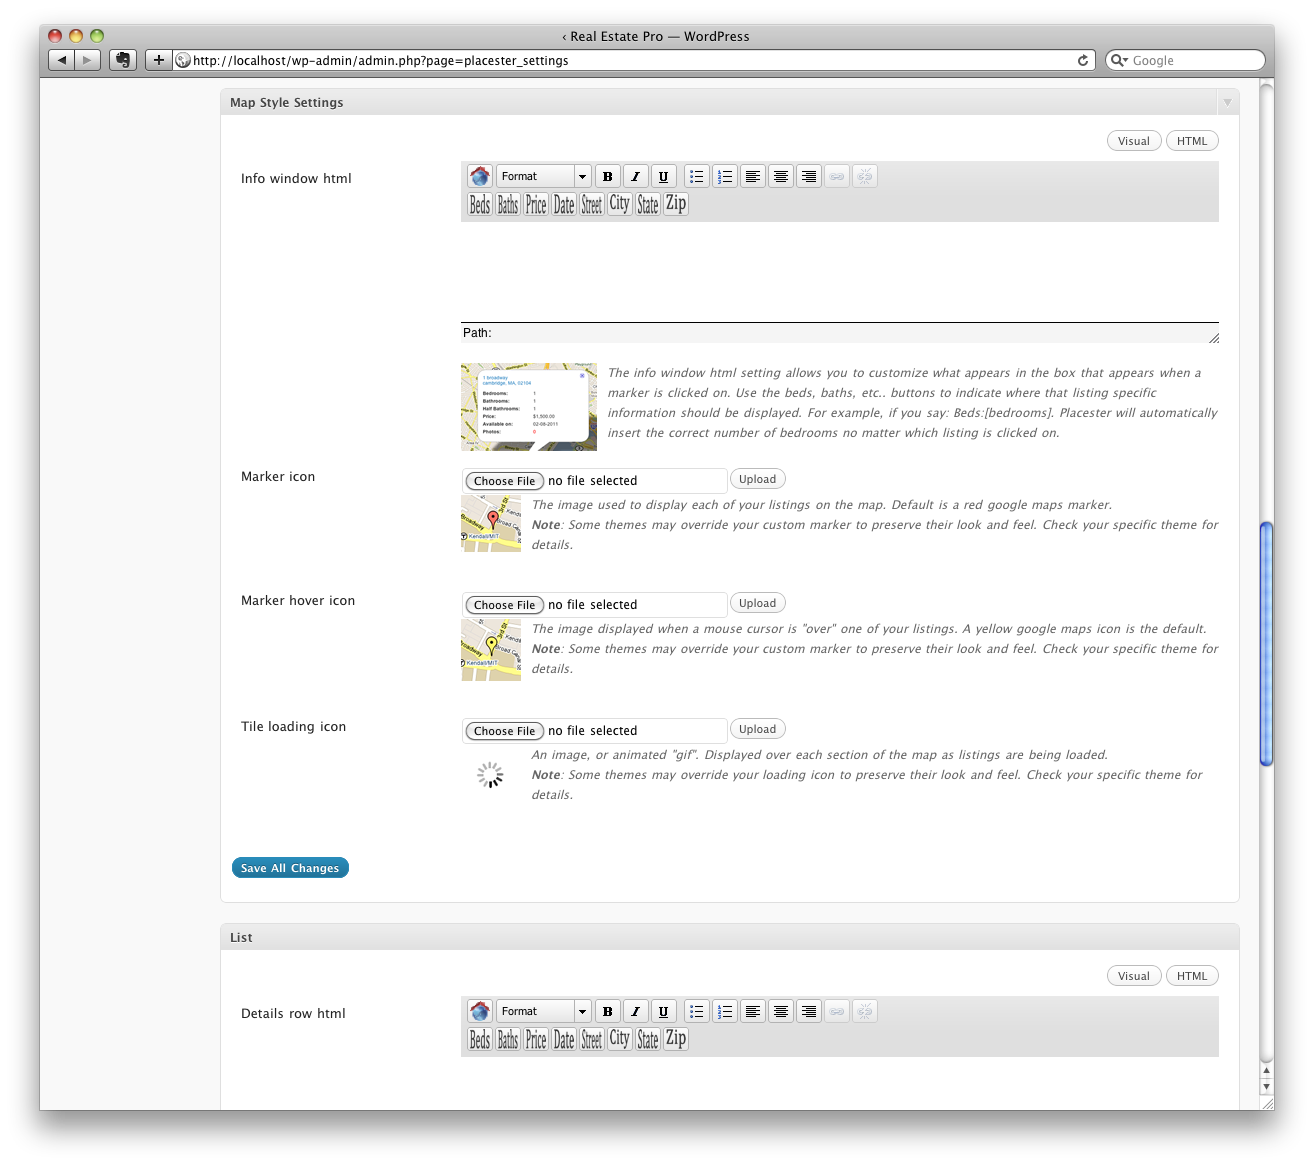 ‹ Real Estate Pro — WordPress
http://localhost/wp-admin/admin.php?page=placester_settings
Google
Map Style Settings
Visual HTML
Info window html
Format B I U
Beds Baths Price Date Street City State Zip
Path:
1 broadway
cambridge, MA, 02184
Bedrooms: 1
Bathrooms: 1
Half Bathrooms: 1
Price: $1,500.00
Available on: 02-08-2011
Photos: 0
The info window html setting allows you to customize what appears in the box that appears when a
marker is clicked on. Use the beds, baths, etc.. buttons to indicate where that listing specific
information should be displayed. For example, if you say: Beds:[bedrooms]. Placester will automatically
insert the correct number of bedrooms no matter which listing is clicked on.
Marker icon
Choose File no file selected Upload
Kendall/MIT
The image used to display each of your listings on the map. Default is a red google maps marker.
Note: Some themes may override your custom marker to preserve their look and feel. Check your specific theme for
details.
Marker hover icon
Choose File no file selected Upload
Kendall/MIT
The image displayed when a mouse cursor is "over" one of your listings. A yellow google maps icon is the default.
Note: Some themes may override your custom marker to preserve their look and feel. Check your specific theme for
details.
Tile loading icon
Choose File no file selected Upload
An image, or animated "gif". Displayed over each section of the map as listings are being loaded.
Note: Some themes may override your loading icon to preserve their look and feel. Check your specific theme for
details.
Save All Changes
List
Visual HTML
Details row html
Format B I U
Beds Baths Price Date Street City State Zip